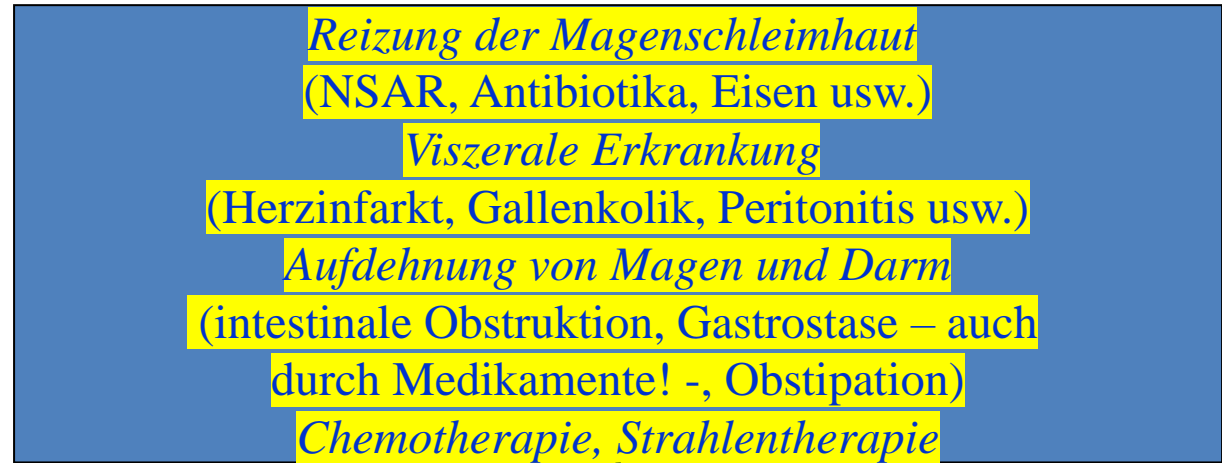 Reizung der Magenschleimhaut
(NSAR, Antibiotika, Eisen usw.)
Viszerale Erkrankung
(Herzinfarkt, Gallenkolik, Peritonitis usw.)
Aufdehnung von Magen und Darm
(intestinale Obstruktion, Gastrostase – auch
durch Medikamente! -, Obstipation)
Chemotherapie, Strahlentherapie